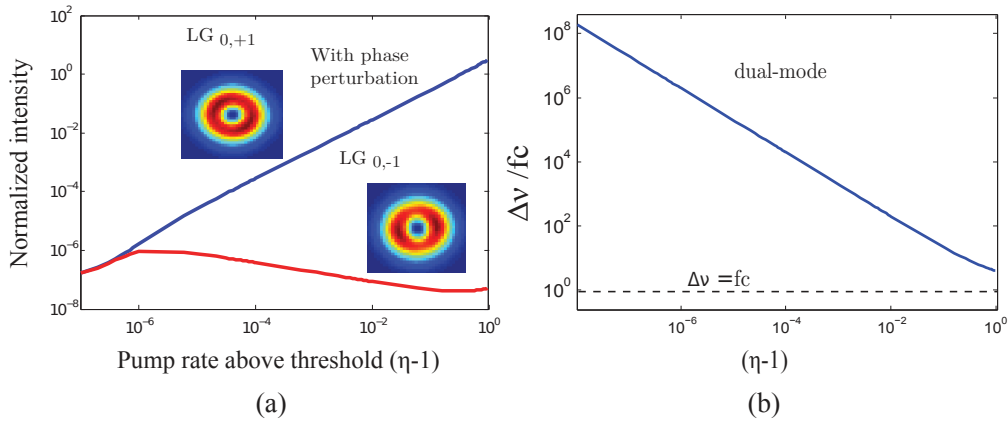 10^2
10^0
10^-2
10^-4
10^-6
10^-8
Normalized intensity
LG 0,+1
With phase
perturbation
LG 0,-1
10^-6
10^-4
10^-2
10^0
Pump rate above threshold (η-1)
(a)
10^8
10^6
10^4
10^2
10^0
Δν /fc
dual-mode
Δν =fc
10^-6
10^-4
10^-2
10^0
(η-1)
(b)